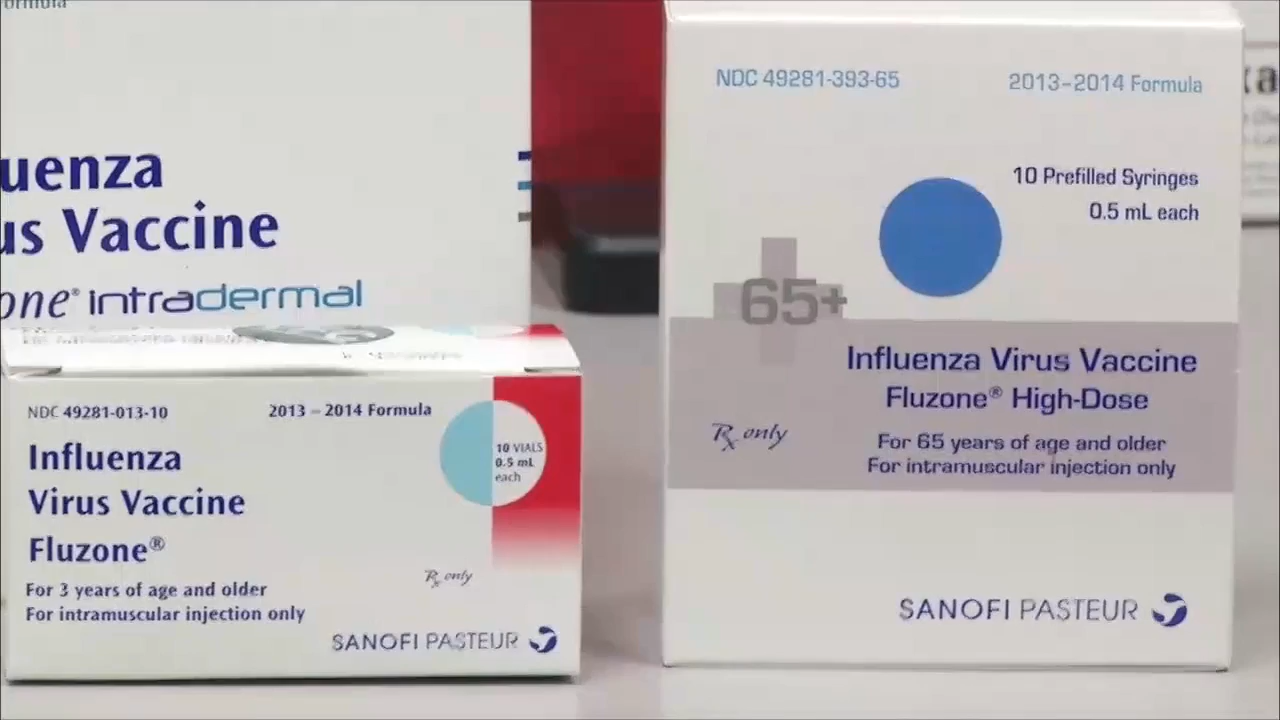 ormula
uenza
us Vaccine
one® intradermal
NDC 49281-013-10
2013 – 2014 Formula
10 VIALS
0.5 mL
each
Influenza
Virus Vaccine
Fluzone®
Rx only
For 3 years of age and older
For intramuscular injection only
SANOFI PASTEUR
NDC 49281-393-65
2013-2014 Formula
10 Prefilled Syringes
0.5 mL each
65+
Influenza Virus Vaccine
Fluzone® High-Dose
Rx only
For 65 years of age and older
For intramuscular injection only
SANOFI PASTEUR
xa